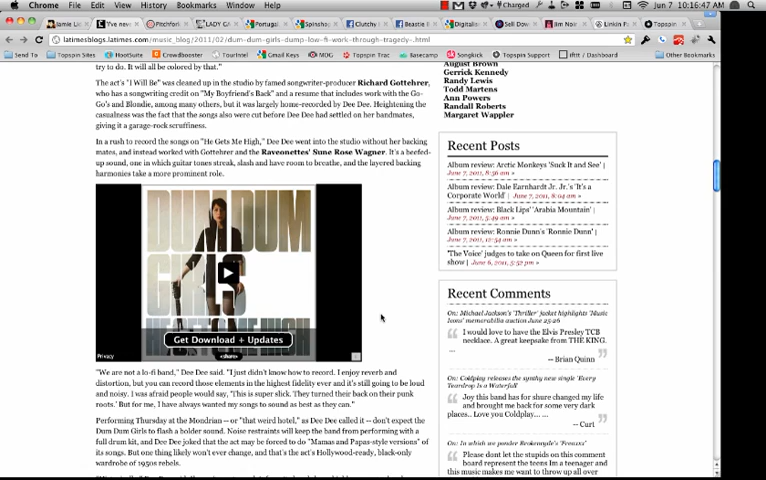 Chrome File Edit View History Bookmarks Window Help
Charged
Jun 7 10:16:47 AM
Jamie Li
"I've nev
Pitchfor
LADY G
Portugal
Spinsho
Clutchy
Beastie
Digitalis
Sell Dow
Jim Noir
Linkin P
Topspin
latimesblogs.latimes.com/music_blog/2011/02/dum-dum-girls-dump-low-fi-work-through-tragedy-.html
Send To
Topspin Sites
HootSuite
CrowdBooster
TourIntel
Gmail Keys
MDG
Topspin Trac
Basecamp
Songkick
Topspin Support
ifttt / Dashboard
Other Bookmarks
try to do. It will all be colored by that."
The act's "I Will Be" was cleaned up in the studio by famed songwriter-producer Richard Gottehrer,
who has a songwriting credit on "My Boyfriend's Back" and a resume that includes work with the Go-
Go's and Blondie, among many others, but it was largely home-recorded by Dee Dee. Heightening the
casualness was the fact that the songs also were cut before Dee Dee had settled on her bandmates,
giving it a garage-rock scruffiness.
In a rush to record the songs on "He Gets Me High," Dee Dee went into the studio without her backing
mates, and instead worked with Gottehrer and the Raveonettes' Sune Rose Wagner. It's a beefed-
up sound, one in which guitar tones streak, slash and have room to breathe, and the layered backing
harmonies take a more prominent role.
DUM DUM
GIRLS
HE GETS ME HIGH
Get Download + Updates
Privacy
<share>
"We are not a lo-fi band," Dee Dee said. "I just didn't know how to record. I enjoy reverb and
distortion, but you can record those elements in the highest fidelity ever and it's still going to be loud
and noisy. I was afraid people would say, 'This is super slick. They turned their back on their punk
roots.' But for me, I have always wanted my songs to sound as best as they can."
Performing Thursday at the Mondrian -- or "that weird hotel," as Dee Dee called it -- don't expect the
Dum Dum Girls to flash a bolder sound. Noise restraints will keep the band from performing with a
full drum kit, and Dee Dee joked that the act may be forced to do "Mamas and Papas-style versions" of
its songs. But one thing likely won't ever change, and that's the act's Hollywood-ready, black-only
wardrobe of 1950s rebels.
August Brown
Gerrick Kennedy
Randy Lewis
Todd Martens
Ann Powers
Randall Roberts
Margaret Wappler
Recent Posts
Album review: Arctic Monkeys' 'Suck It and See' |
June 7, 2011, 8:36 am »
Album review: Dale Earnhardt Jr. Jr.'s 'It's a
Corporate World' | June 7, 2011, 8:04 am »
Album review: Black Lips' 'Arabia Mountain' |
June 7, 2011, 5:49 am »
Album review: Ronnie Dunn's 'Ronnie Dunn' |
June 7, 2011, 12:54 am »
'The Voice' judges to take on Queen for first live
show | June 6, 2011, 5:52 pm »
Recent Comments
On: Michael Jackson's 'Thriller' jacket highlights 'Music
Icons' memorabilia auction June 25-26
I would love to have the Elvis Presley TCB
necklace. A great keepsake from THE KING.
...
-- Brian Quinn
On: Coldplay releases the synthy new single 'Every
Teardrop Is a Waterfall'
Joy this band has for shure changed my life
and brought me back for some very dark
places.. Love you Coldplay.... ...
-- Carl
On: In which we ponder Brokencyde's 'Freaxxx'
Please dont let the stupids on this comment
board represent the teens Im a teenager and
this music makes me want to throw up all over